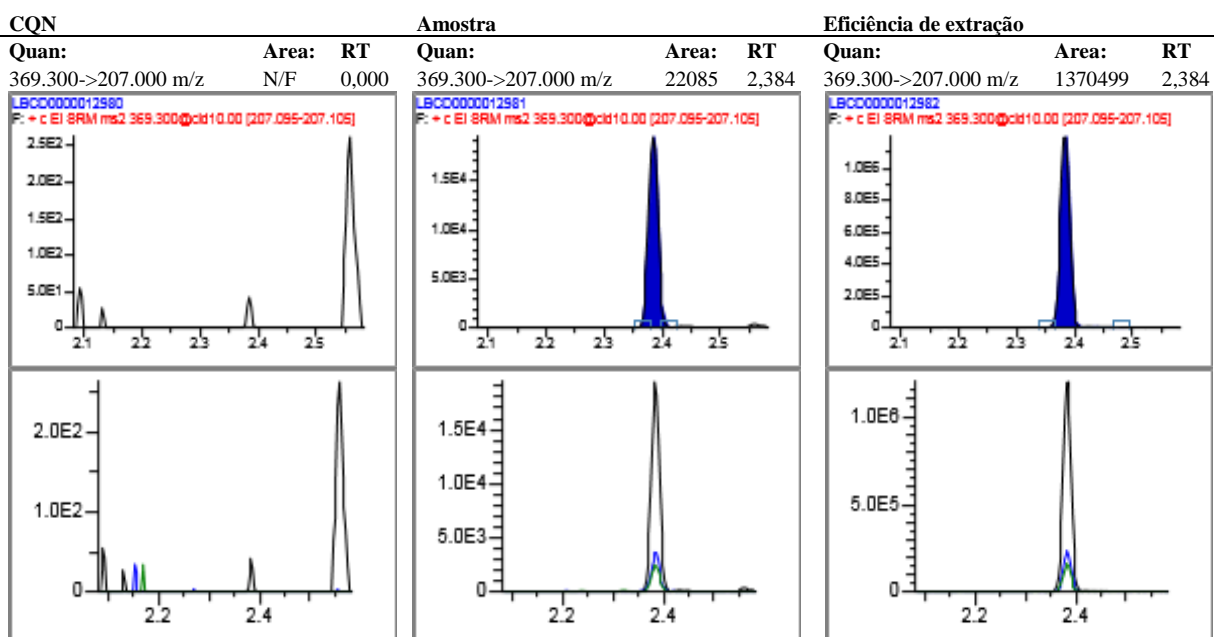 CQN Amostra Eficiência de extração
Quan: Area: RT Quan: Area: RT Quan: Area: RT
369.300->207.000 m/z N/F 0,000 369.300->207.000 m/z 22085 2,384 369.300->207.000 m/z 1370499 2,384
LBCD0000012980 LBCD0000012981 LBCD0000012982
F: + c EI SRM ms2 369.300@cid10.00 [207.095-207.105] F: + c EI SRM ms2 369.300@cid10.00 [207.095-207.105] F: + c EI SRM ms2 369.300@cid10.00 [207.095-207.105]
2.5E2
2.0E2
1.5E2
1.0E2
5.0E1
0
2.1 2.2 2.3 2.4 2.5
1.5E4
1.0E4
5.0E3
0
2.1 2.2 2.3 2.4 2.5
1.0E6
8.0E5
6.0E5
4.0E5
2.0E5
0
2.1 2.2 2.3 2.4 2.5
2.0E2
1.0E2
0
2.2 2.4
1.5E4
1.0E4
5.0E3
0
2.2 2.4
1.0E6
5.0E5
0
2.2 2.4